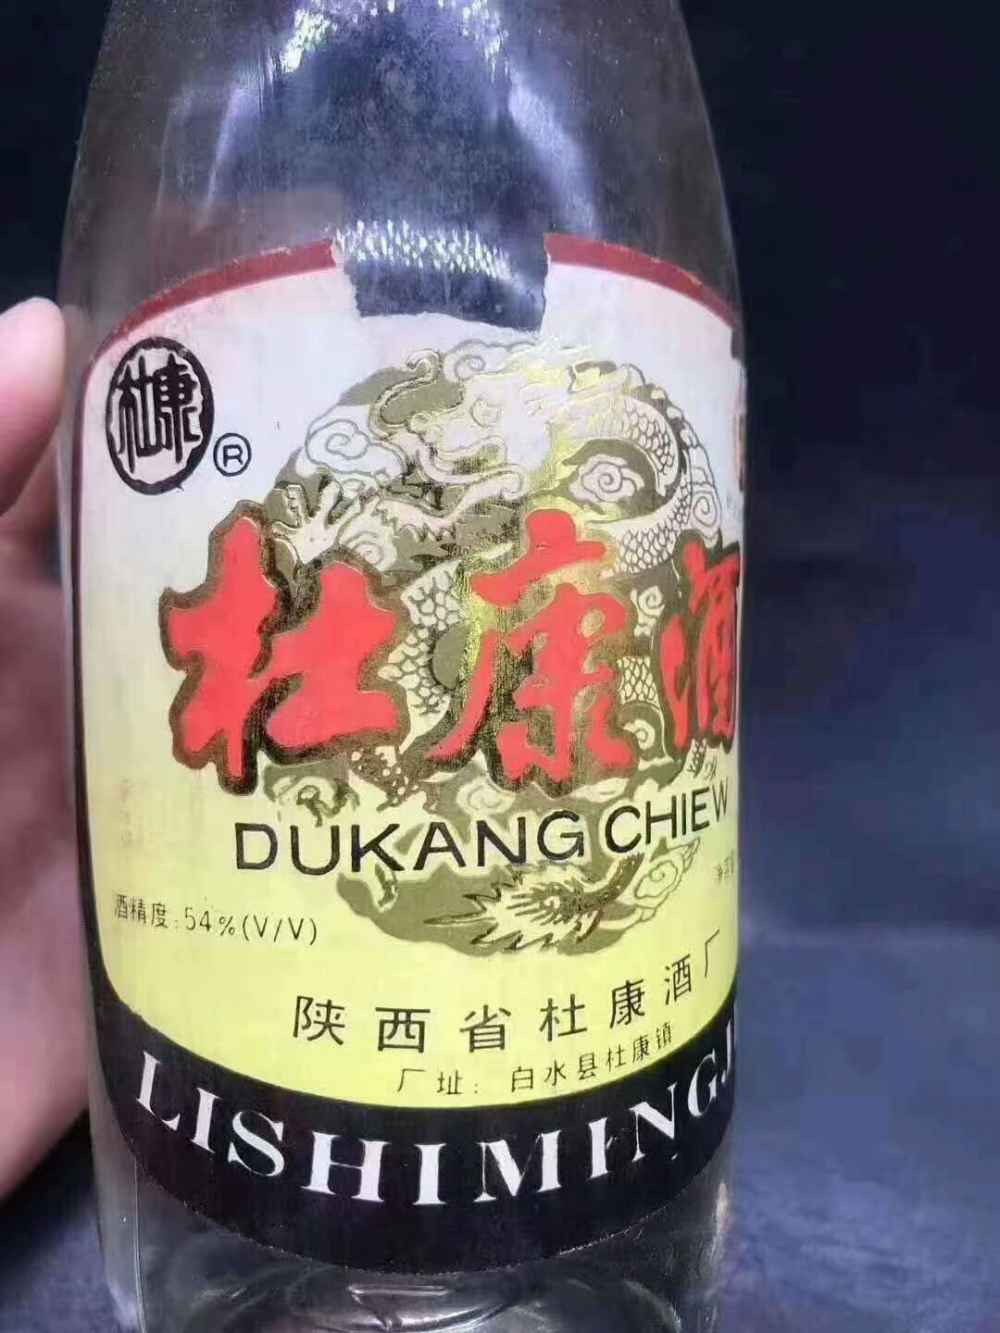 杜康
®
杜康酒
DUKANG CHIEW
酒精度:54%(V/V)
陕西省杜康酒厂
厂址：白水县杜康镇
LISHIMINGJ